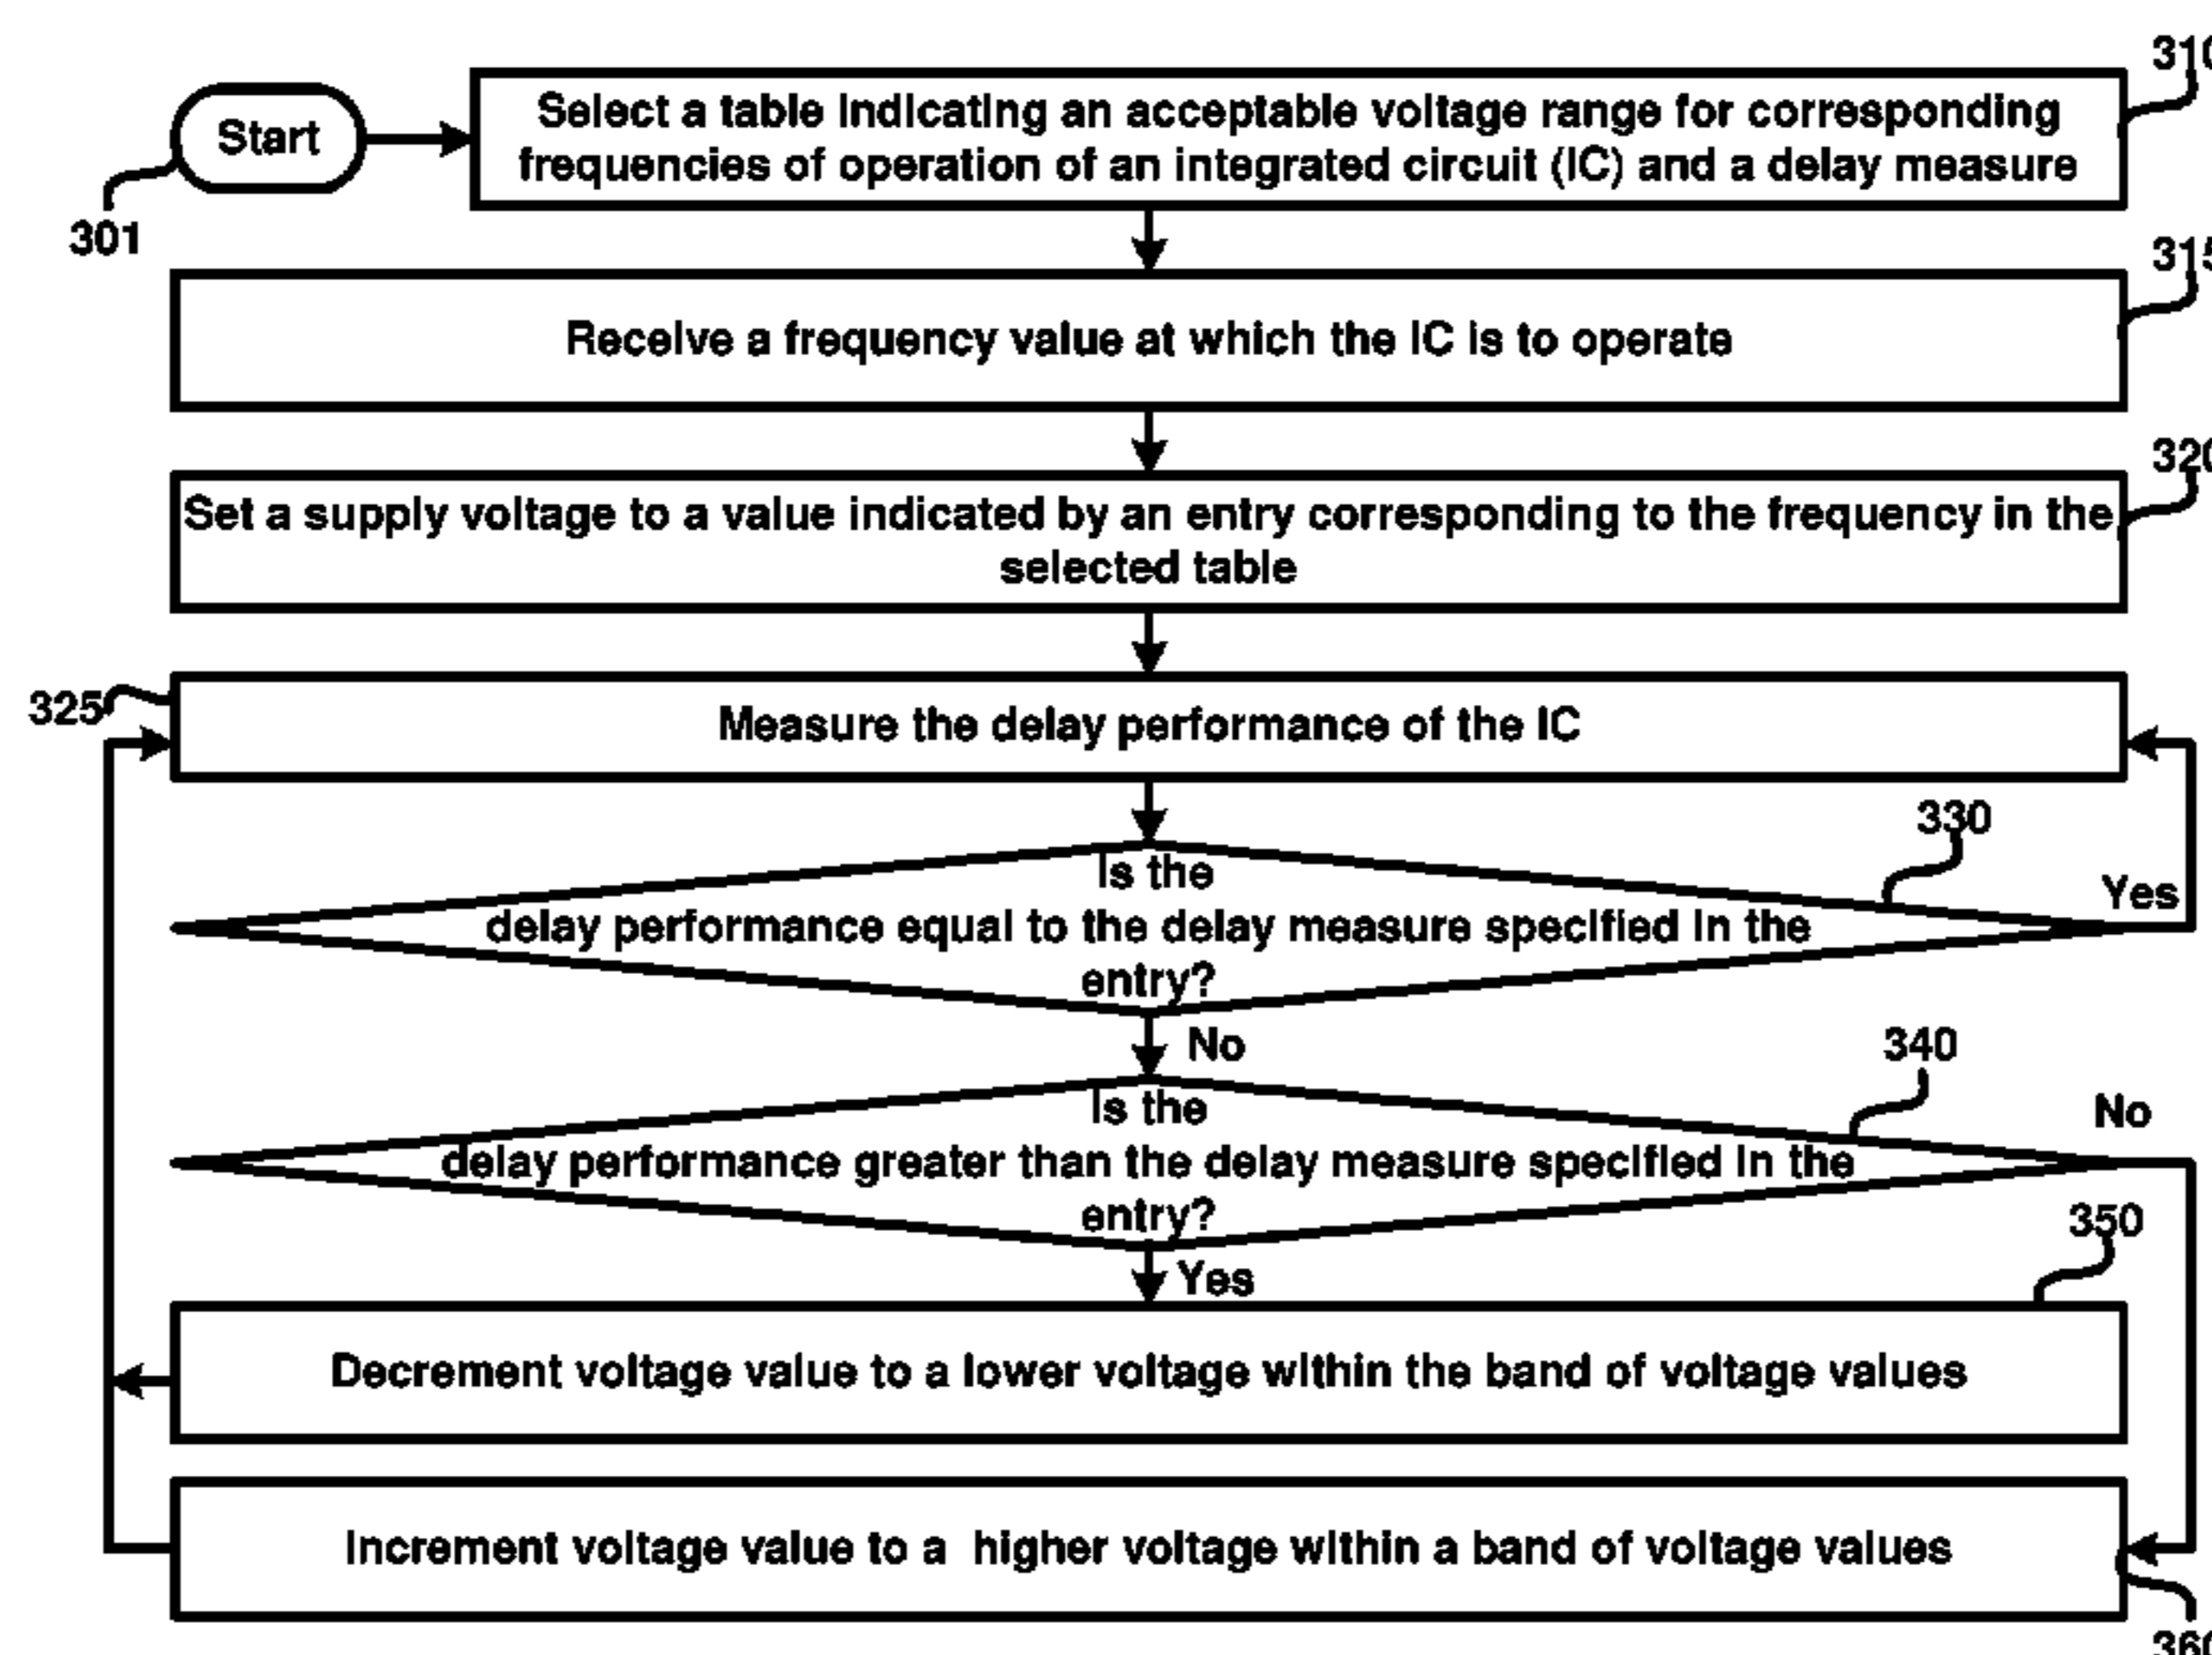 310
Start
Select a table indicating an acceptable voltage range for corresponding
frequencies of operation of an integrated circuit (IC) and a delay measure
301
315
Receive a frequency value at which the IC is to operate
320
Set a supply voltage to a value indicated by an entry corresponding to the frequency in the
selected table
325
Measure the delay performance of the IC
330
Is the
Yes
delay performance equal to the delay measure specified in the
entry?
No
340
Is the
No
delay performance greater than the delay measure specified in the
entry?
350
Yes
Decrement voltage value to a lower voltage within the band of voltage values
Increment voltage value to a higher voltage within a band of voltage values
360